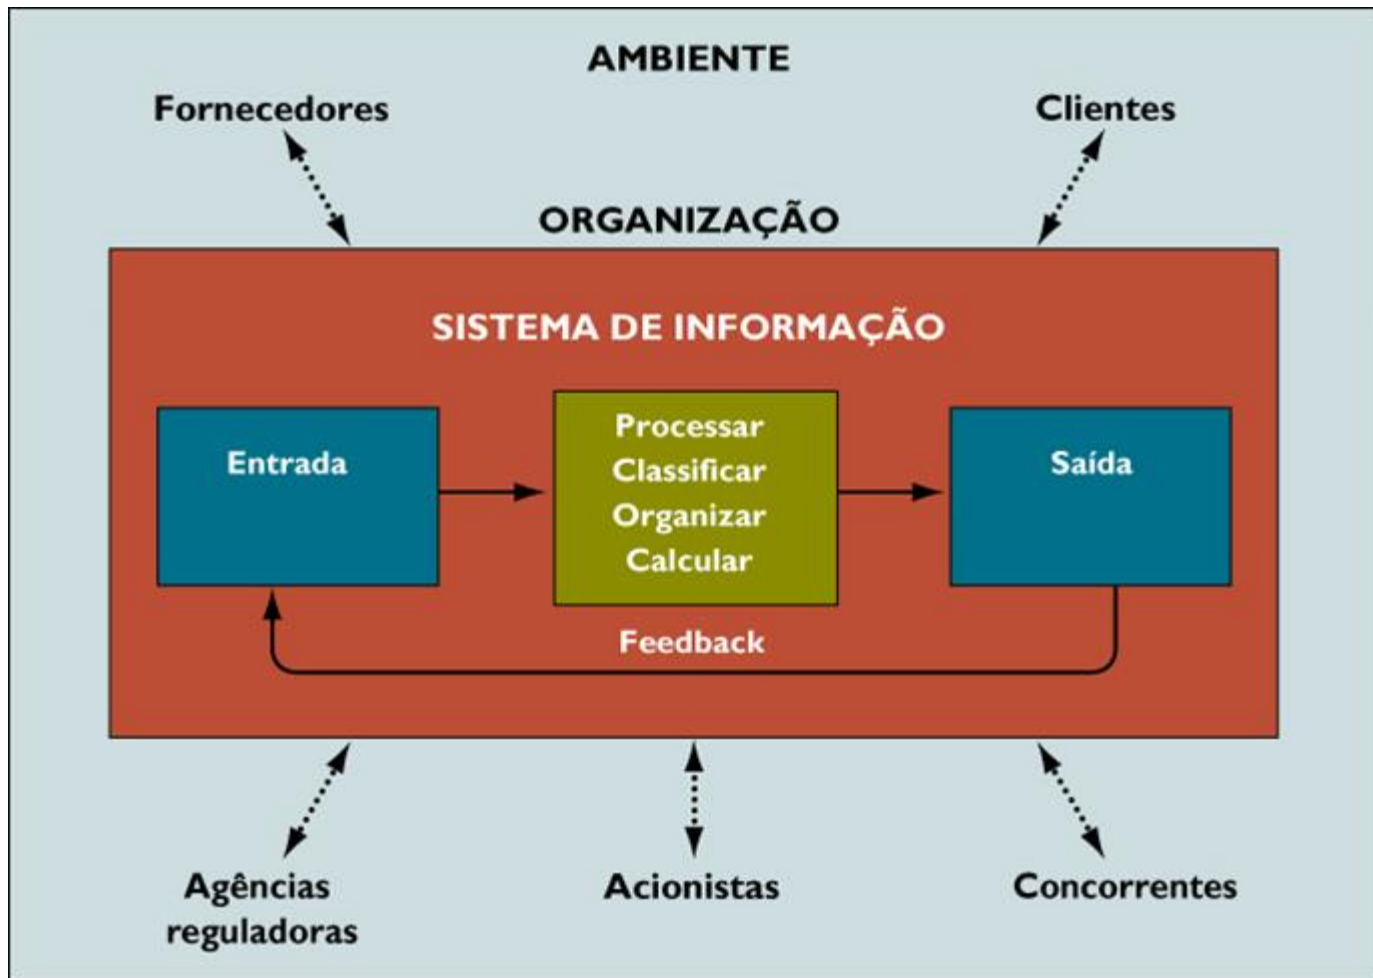 AMBIENTE
Fornecedores
Clientes
ORGANIZAÇÃO
SISTEMA DE INFORMAÇÃO
Entrada
Processar
Classificar
Organizar
Calcular
Saída
Feedback
Agências
reguladoras
Acionistas
Concorrentes